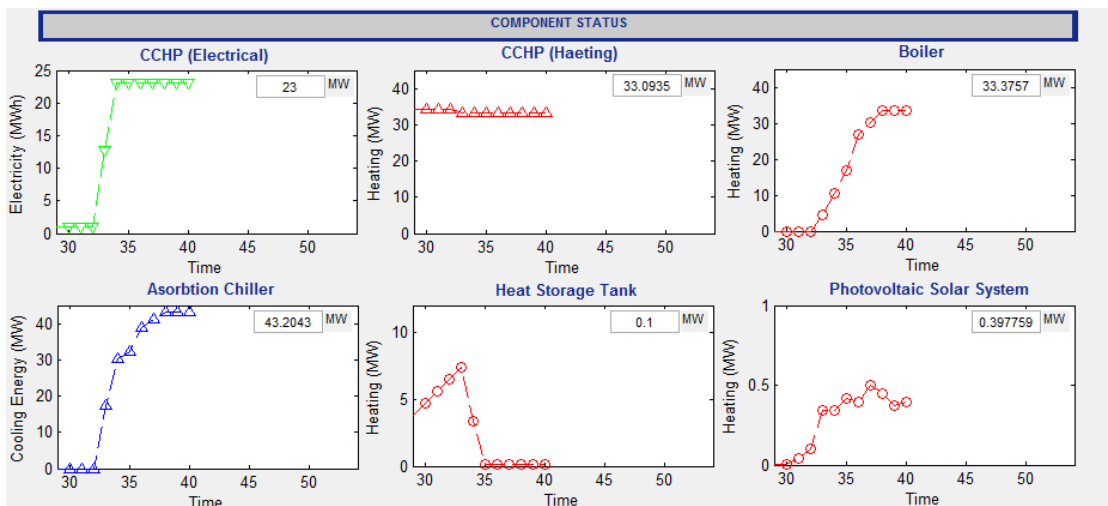 COMPONENT STATUS
CCHP (Electrical)
25
20
15
10
5
0
Electricity (MWh)
23 MW
30 35 40 45 50
Time
CCHP (Haeting)
40
30
20
10
0
Heating (MW)
33.0935 MW
30 35 40 45 50
Time
Boiler
40
30
20
10
0
Heating (MW)
33.3757 MW
30 35 40 45 50
Time
Asorbtion Chiller
40
30
20
10
0
Cooling Energy (MW)
43.2043 MW
30 35 40 45 50
Time
Heat Storage Tank
10
5
0
Heating (MW)
0.1 MW
30 35 40 45 50
Time
Photovoltaic Solar System
1
0.5
0
Heating (MW)
0.397759 MW
30 35 40 45 50
Time